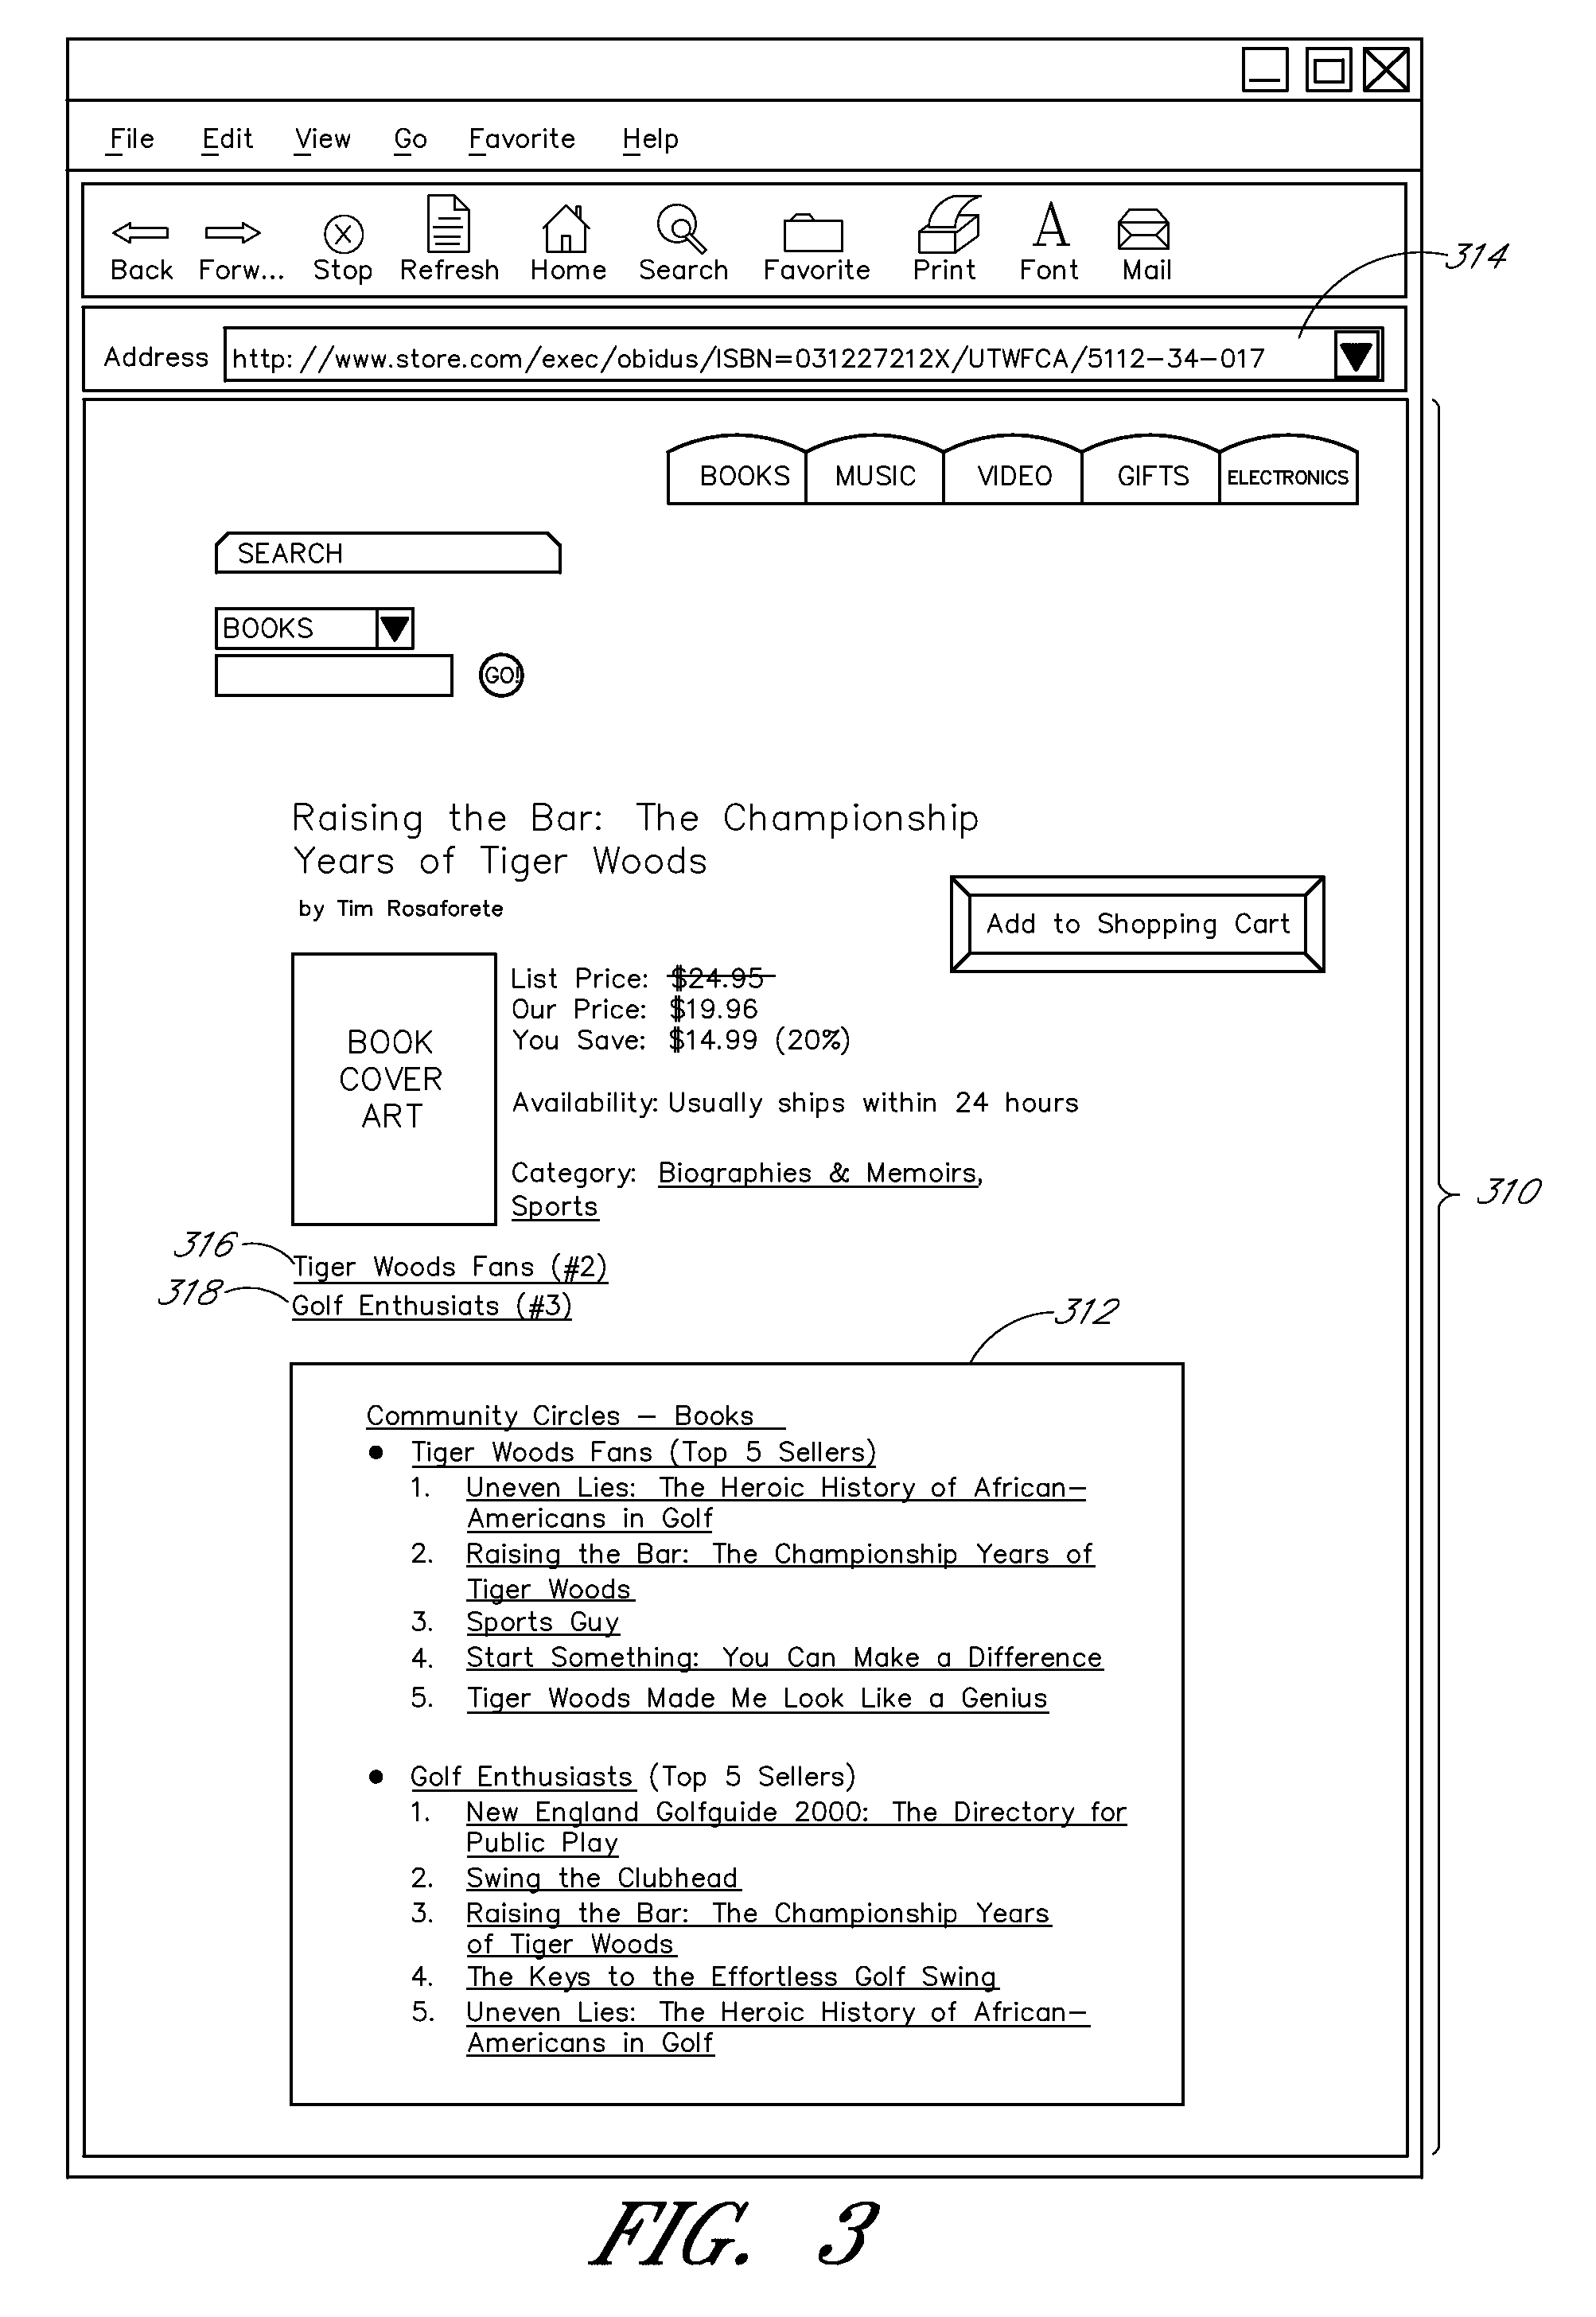 File Edit View Go Favorite Help
Back Forw... Stop Refresh Home Search Favorite Print Font Mail
314
Address http: //www.store.com/exec/obidus/ISBN=031227212X/UTWFCA/5112-34-017
BOOKS MUSIC VIDEO GIFTS ELECTRONICS
SEARCH
BOOKS
GO!
Raising the Bar: The Championship
Years of Tiger Woods
by Tim Rosaforete
Add to Shopping Cart
List Price: $24.95
Our Price: $19.96
You Save: $14.99 (20%)
BOOK
COVER
ART
Availability: Usually ships within 24 hours
Category: Biographies & Memoirs,
Sports
310
316 Tiger Woods Fans (#2)
318 Golf Enthusiats (#3)
312
Community Circles – Books
• Tiger Woods Fans (Top 5 Sellers)
1. Uneven Lies: The Heroic History of African–
Americans in Golf
2. Raising the Bar: The Championship Years of
Tiger Woods
3. Sports Guy
4. Start Something: You Can Make a Difference
5. Tiger Woods Made Me Look Like a Genius
• Golf Enthusiasts (Top 5 Sellers)
1. New England Golfguide 2000: The Directory for
Public Play
2. Swing the Clubhead
3. Raising the Bar: The Championship Years
of Tiger Woods
4. The Keys to the Effortless Golf Swing
5. Uneven Lies: The Heroic History of African–
Americans in Golf
FIG. 3